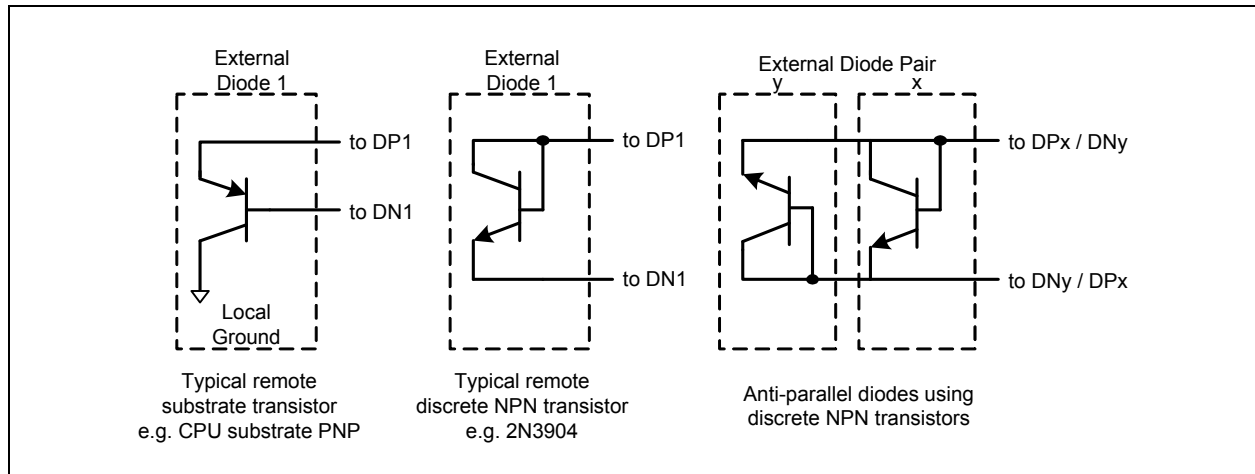 External
Diode 1
to DP1
to DN1
Local
Ground
Typical remote
substrate transistor
e.g. CPU substrate PNP
External
Diode 1
to DP1
to DN1
Typical remote
discrete NPN transistor
e.g. 2N3904
External Diode Pair
y x
to DPx / DNy
to DNy / DPx
Anti-parallel diodes using
discrete NPN transistors